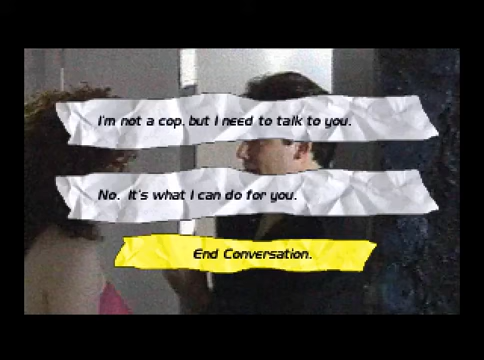 I'm not a cop, but I need to talk to you.
No. It's what I can do for you.
End Conversation.